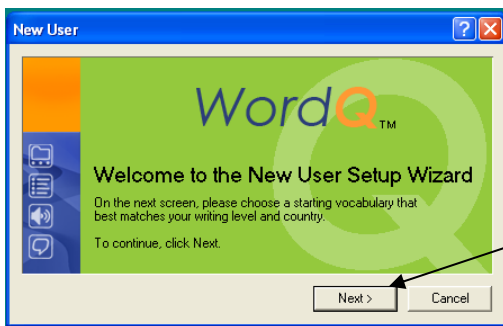 New User
WordQ™
Welcome to the New User Setup Wizard
On the next screen, please choose a starting vocabulary that
best matches your writing level and country.
To continue, click Next.
Next >
Cancel